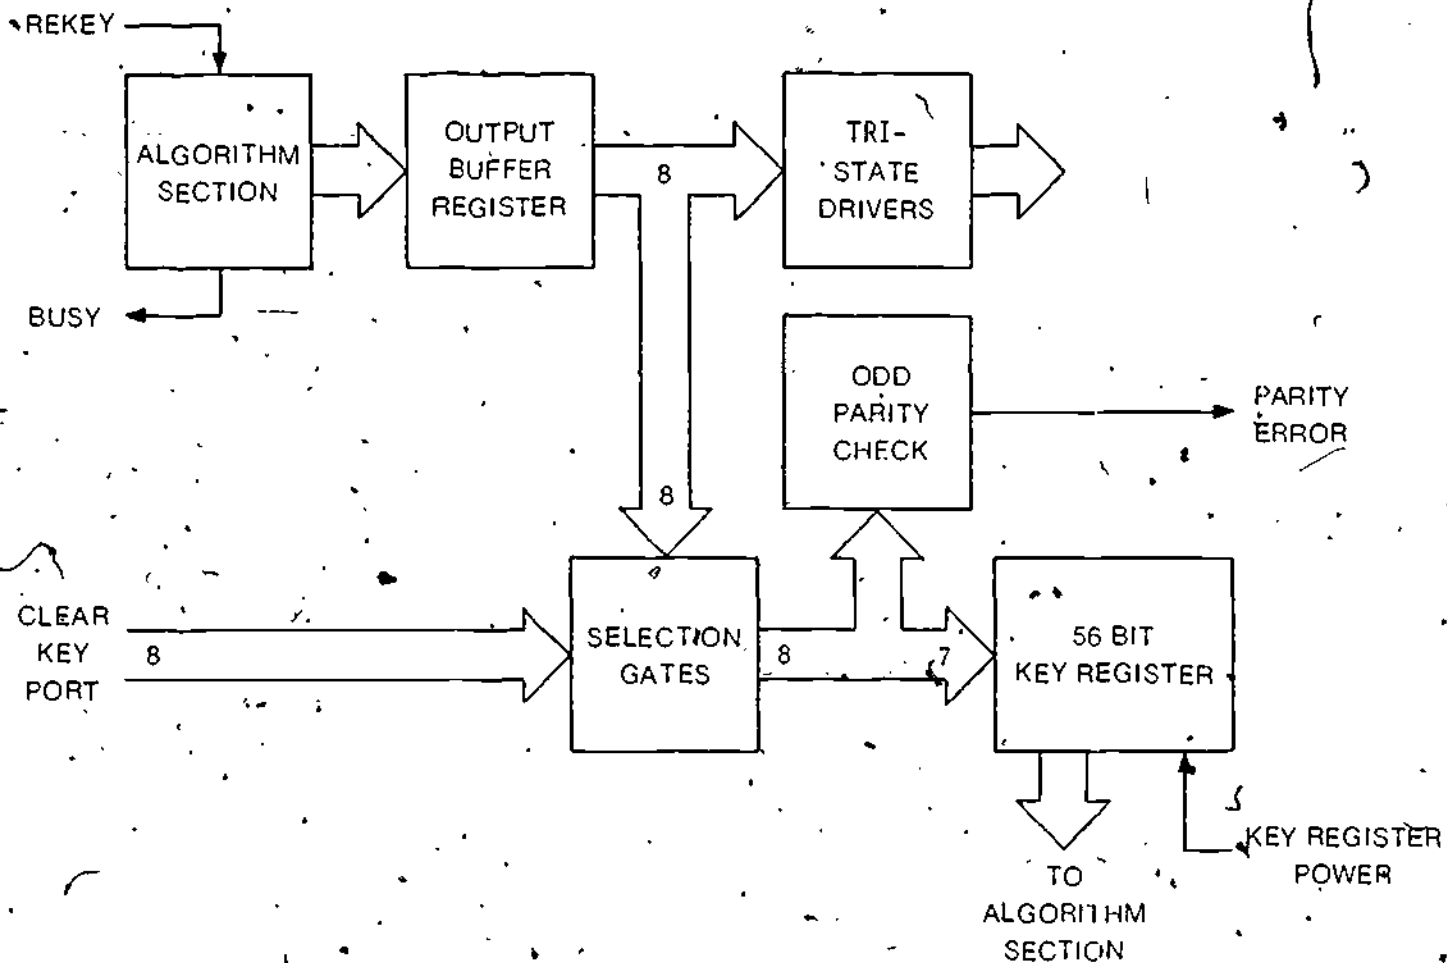 REKEY
ALGORITHM
SECTION
BUSY
OUTPUT
BUFFER
REGISTER
8
TRI-
STATE
DRIVERS
8
ODD
PARITY
CHECK
PARITY
ERROR
CLEAR
KEY
PORT
8
SELECTION
GATES
8
7
56 BIT
KEY REGISTER
KEY REGISTER
POWER
TO
ALGORITHM
SECTION